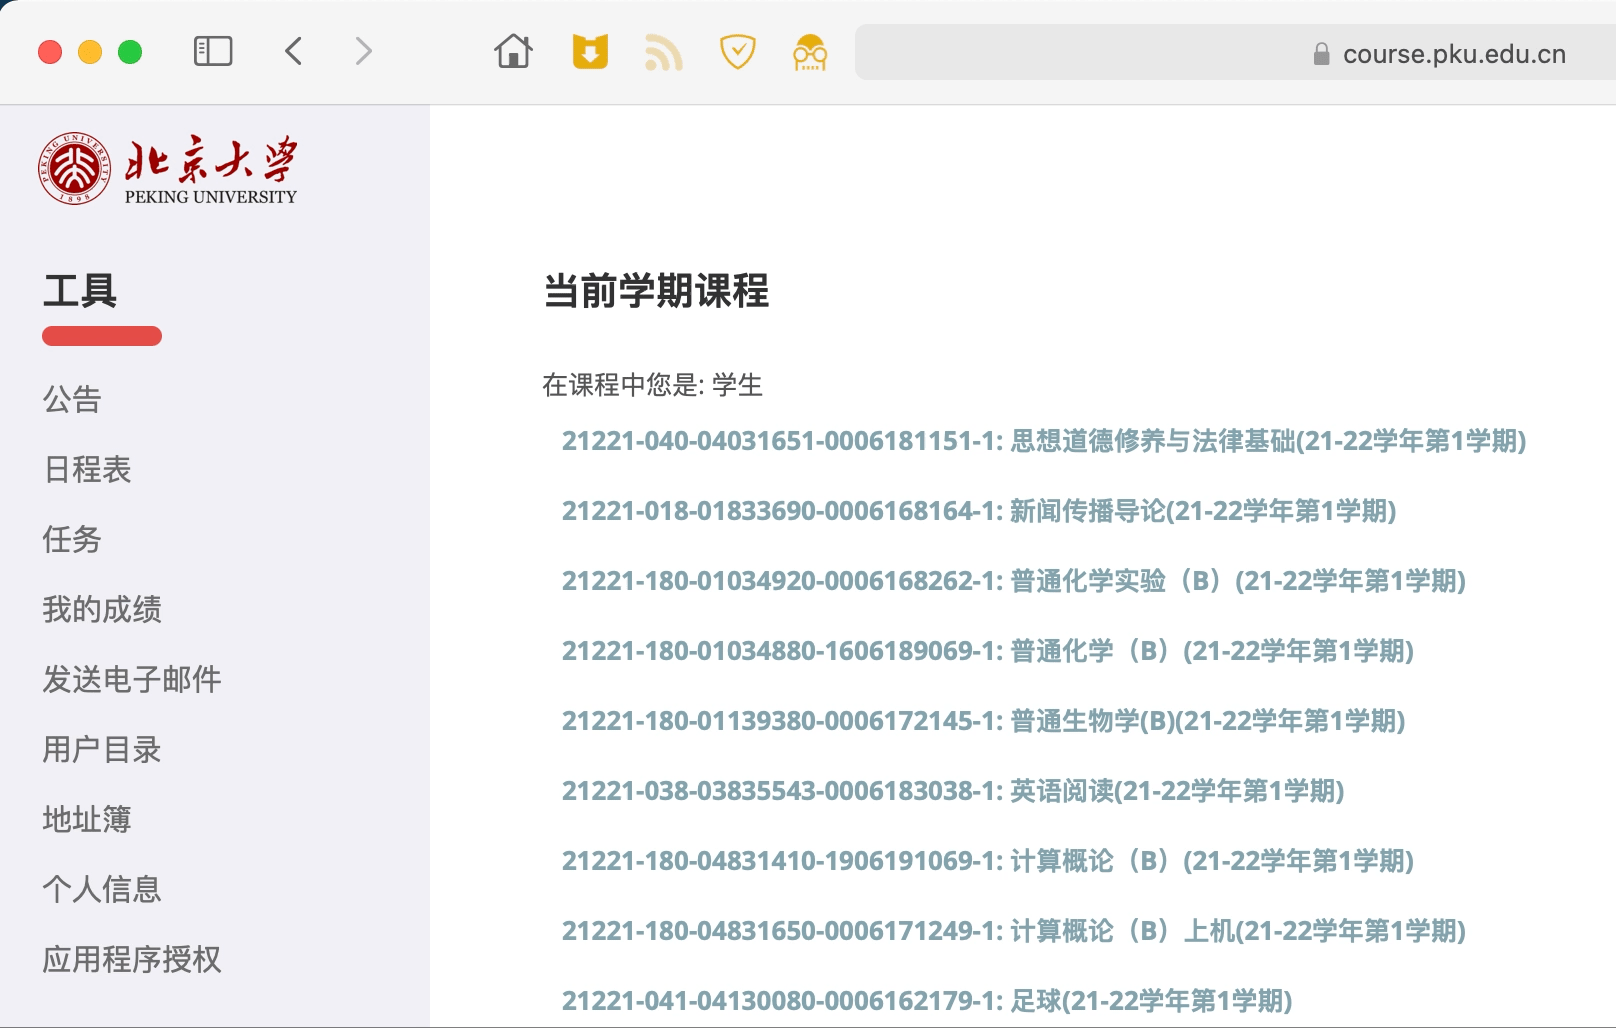 course.pku.edu.cn
PEKING UNIVERSITY
1898
北京大学
PEKING UNIVERSITY
工具
公告
日程表
任务
我的成绩
发送电子邮件
用户目录
地址簿
个人信息
应用程序授权
当前学期课程
在课程中您是: 学生
21221-040-04031651-0006181151-1: 思想道德修养与法律基础(21-22学年第1学期)
21221-018-01833690-0006168164-1: 新闻传播导论(21-22学年第1学期)
21221-180-01034920-0006168262-1: 普通化学实验（B）(21-22学年第1学期)
21221-180-01034880-1606189069-1: 普通化学（B）(21-22学年第1学期)
21221-180-01139380-0006172145-1: 普通生物学(B)(21-22学年第1学期)
21221-038-03835543-0006183038-1: 英语阅读(21-22学年第1学期)
21221-180-04831410-1906191069-1: 计算概论（B）(21-22学年第1学期)
21221-180-04831650-0006171249-1: 计算概论（B）上机(21-22学年第1学期)
21221-041-04130080-0006162179-1: 足球(21-22学年第1学期)